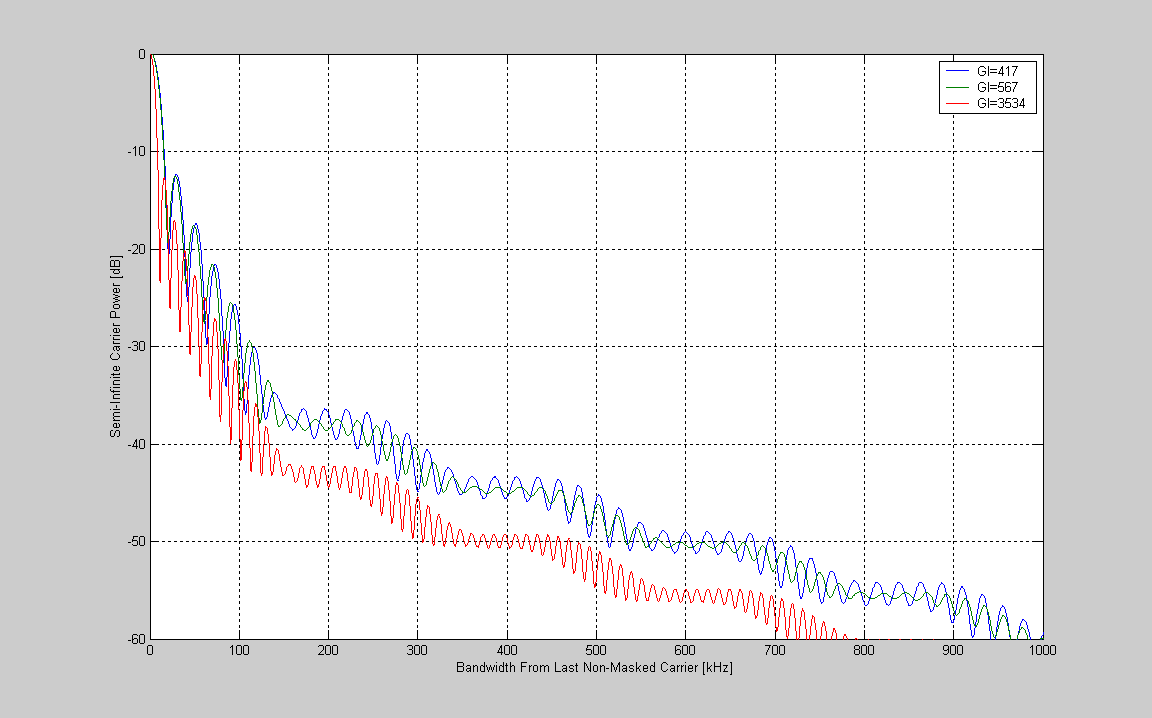 GI=417
GI=567
GI=3534
0
-10
-20
-30
-40
-50
-60
Semi-Infinite Carrier Power [dB]
0 100 200 300 400 500 600 700 800 900 1000
Bandwidth From Last Non-Masked Carrier [kHz]